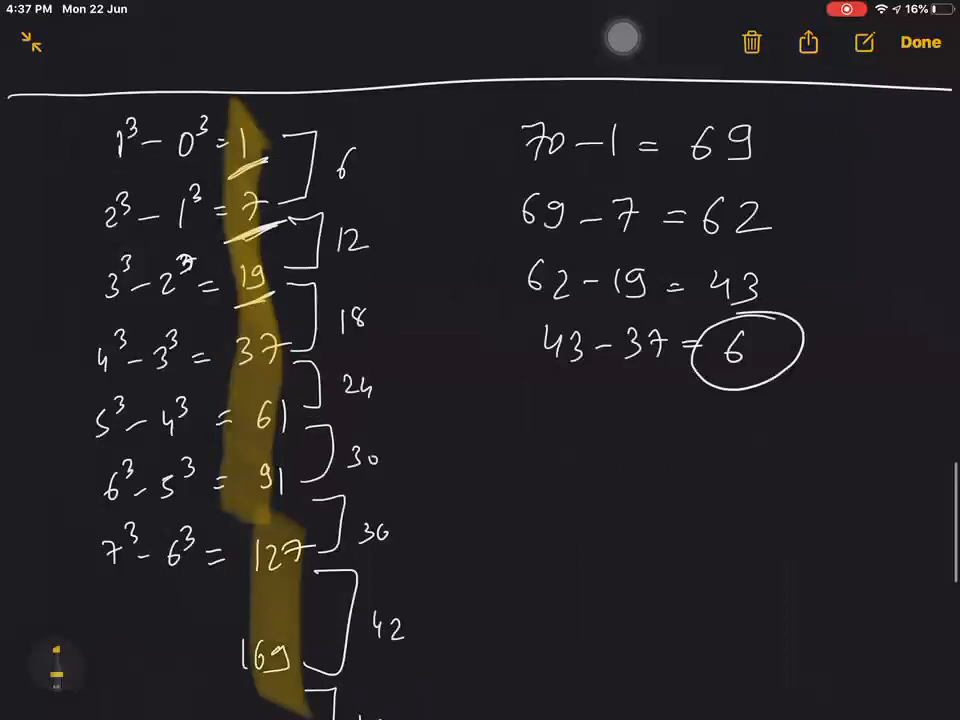 4:37 PM Mon 22 Jun 16%
Done
1³ - 0³ = 1
6
2³ - 1³ = 7
12
3³ - 2³ = 19
18
4³ - 3³ = 37
24
5³ - 4³ = 61
30
6³ - 5³ = 91
36
7³ - 6³ = 127
42
169
70 - 1 = 69
69 - 7 = 62
62 - 19 = 43
43 - 37 = 6